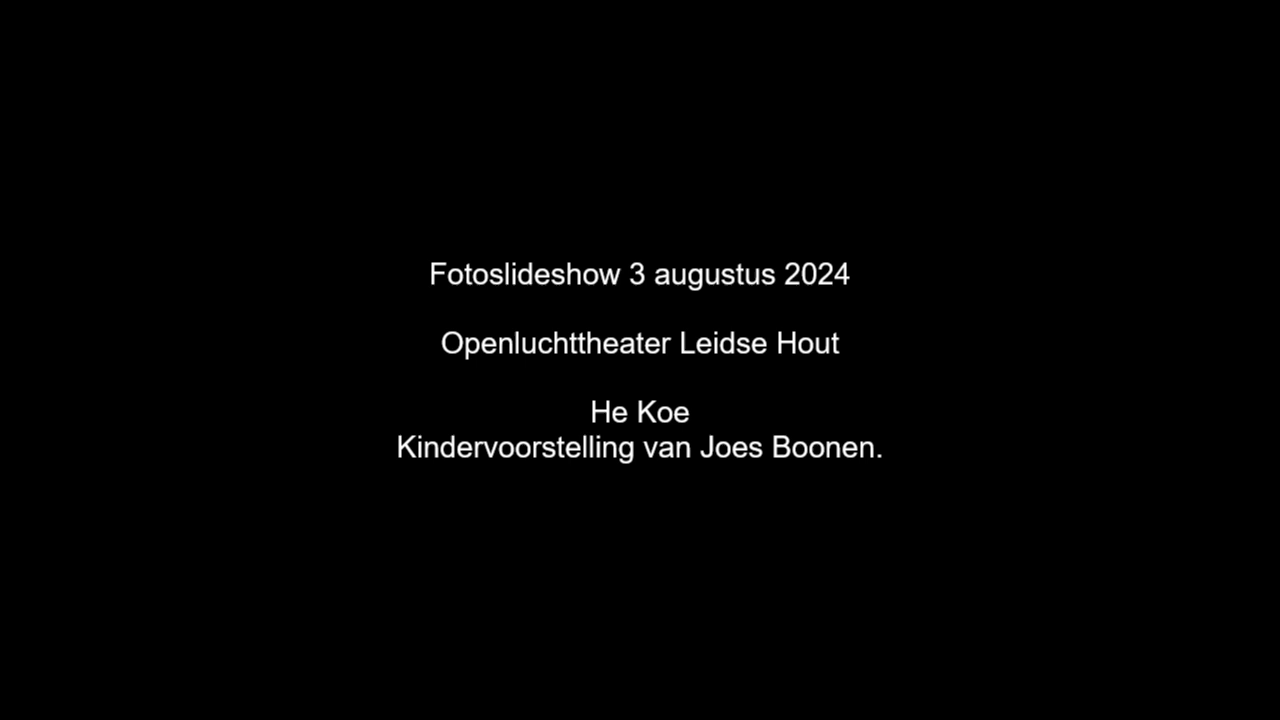 Fotoslideshow 3 augustus 2024
Openluchttheater Leidse Hout
He Koe
Kindervoorstelling van Joes Boonen.